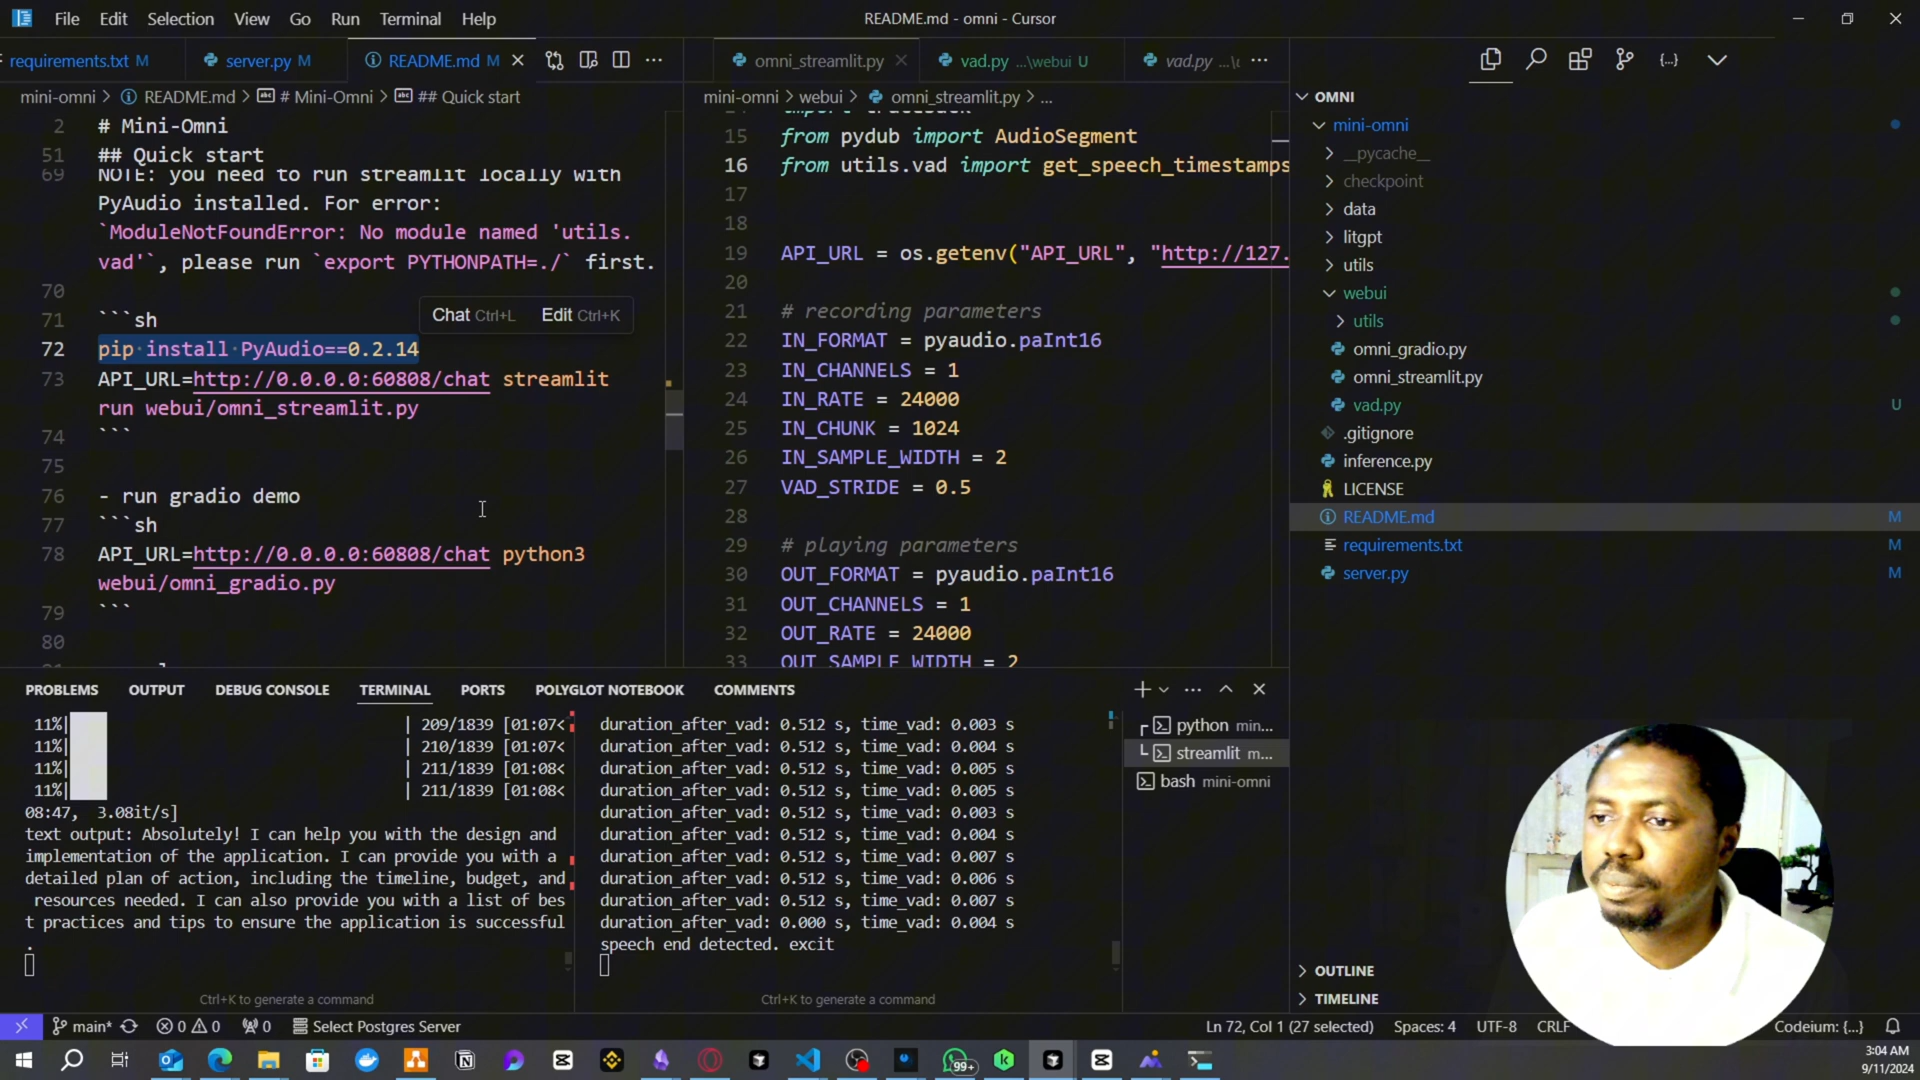 File Edit Selection View Go Run Terminal Help
README.md - omni - Cursor
requirements.txt M
server.py M
README.md M
omni_streamlit.py
vad.py ...\webui U
vad.py ...\
mini-omni > README.md > # Mini-Omni > ## Quick start
mini-omni > webui > omni_streamlit.py > ...
2 # Mini-Omni
51 ## Quick start
69 NOTE: you need to run streamlit locally with
PyAudio installed. For error:
`ModuleNotFoundError: No module named 'utils.
vad'`, please run `export PYTHONPATH=./` first.
70
71 ```sh
Chat Ctrl+L Edit Ctrl+K
72 pip install PyAudio==0.2.14
73 API_URL=http://0.0.0.0:60808/chat streamlit
run webui/omni_streamlit.py
74 ```
75
76 - run gradio demo
77 ```sh
78 API_URL=http://0.0.0.0:60808/chat python3
webui/omni_gradio.py
79 ```
80
15 from pydub import AudioSegment
16 from utils.vad import get_speech_timestamps
17
18
19 API_URL = os.getenv("API_URL", "http://127.
20
21 # recording parameters
22 IN_FORMAT = pyaudio.paInt16
23 IN_CHANNELS = 1
24 IN_RATE = 24000
25 IN_CHUNK = 1024
26 IN_SAMPLE_WIDTH = 2
27 VAD_STRIDE = 0.5
28
29 # playing parameters
30 OUT_FORMAT = pyaudio.paInt16
31 OUT_CHANNELS = 1
32 OUT_RATE = 24000
33 OUT_SAMPLE_WIDTH = 2
OMNI
mini-omni
__pycache__
checkpoint
data
litgpt
utils
webui
utils
omni_gradio.py
omni_streamlit.py
vad.py U
.gitignore
inference.py
LICENSE
README.md M
requirements.txt M
server.py M
OUTLINE
TIMELINE
PROBLEMS OUTPUT DEBUG CONSOLE TERMINAL PORTS POLYGLOT NOTEBOOK COMMENTS
11%| | 209/1839 [01:07<
11%| | 210/1839 [01:07<
11%| | 211/1839 [01:08<
11%| | 211/1839 [01:08<
08:47, 3.08it/s]
text output: Absolutely! I can help you with the design and
implementation of the application. I can provide you with a
detailed plan of action, including the timeline, budget, and
resources needed. I can also provide you with a list of bes
t practices and tips to ensure the application is successful
.
Ctrl+K to generate a command
duration_after_vad: 0.512 s, time_vad: 0.003 s
duration_after_vad: 0.512 s, time_vad: 0.004 s
duration_after_vad: 0.512 s, time_vad: 0.005 s
duration_after_vad: 0.512 s, time_vad: 0.005 s
duration_after_vad: 0.512 s, time_vad: 0.003 s
duration_after_vad: 0.512 s, time_vad: 0.004 s
duration_after_vad: 0.512 s, time_vad: 0.007 s
duration_after_vad: 0.512 s, time_vad: 0.006 s
duration_after_vad: 0.512 s, time_vad: 0.007 s
duration_after_vad: 0.000 s, time_vad: 0.004 s
speech end detected. excit
Ctrl+K to generate a command
python min...
streamlit m...
bash mini-omni
main* 0 0 0 Select Postgres Server
Ln 72, Col 1 (27 selected) Spaces: 4 UTF-8 CRLF
Codeium: {...}
99+
3:04 AM
9/11/2024